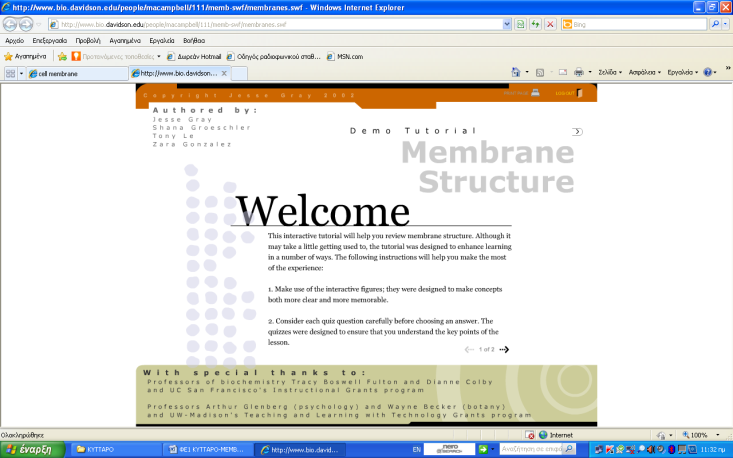 http://www.bio.davidson.edu/people/macampbell/111/memb-swf/membranes.swf - Windows Internet Explorer
http://www.bio.davidson.edu/people/macampbell/111/memb-swf/membranes.swf
Bing
Αρχείο Επεξεργασία Προβολή Αγαπημένα Εργαλεία Βοήθεια
Αγαπημένα Προτεινόμενες τοποθεσίες Δωρεάν Hotmail Οδηγός ραδιοφωνικού σταθ... MSN.com
cell membrane http://www.bio.davidson... Σελίδα Ασφάλεια Εργαλεία
Copyright Jesse Gray 2002 LOGOUT
Authored by:
Jesse Gray
Shana Groeschler
Tony Le
Zara Gonzalez
Demo Tutorial
Membrane
Structure
Welcome
This interactive tutorial will help you review membrane structure. Although it
may take a little getting used to, the tutorial was designed to enhance learning
in a number of ways. The following instructions will help you make the most
of the experience:
1. Make use of the interactive figures; they were designed to make concepts
both more clear and more memorable.
2. Consider each quiz question carefully before choosing an answer. The
quizzes were designed to ensure that you understand the key points of the
lesson.
1 of 2
With special thanks to:
Professors of biochemistry Tracy Boswell Fulton and Dianne Colby
and UC San Francisco's Instructional Grants program
Professors Arthur Glenberg (psychology) and Wayne Becker (botany)
and UW-Madison's Teaching and Learning with Technology Grants program
Ολοκληρώθηκε Internet 100%
έναρξη ΚΥΤΤΑΡΟ ΦΕ1 ΚΥΤΤΑΡΟ-ΜΕΜΒ... http://www.bio.david... EN nero SEARCH 11:32 πμ